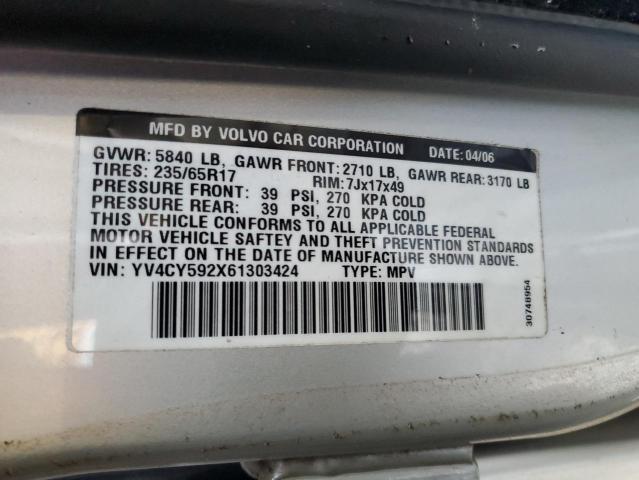 MFD BY VOLVO CAR CORPORATION DATE: 04/06
GVWR: 5840 LB, GAWR FRONT: 2710 LB, GAWR REAR: 3170 LB
TIRES: 235/65R17 RIM: 7Jx17x49
PRESSURE FRONT: 39 PSI, 270 KPA COLD
PRESSURE REAR: 39 PSI, 270 KPA COLD
THIS VEHICLE CONFORMS TO ALL APPLICABLE FEDERAL
MOTOR VEHICLE SAFTEY AND THEFT PREVENTION STANDARDS
IN EFFECT ON THE DATE OF MANUFACTURE SHOWN ABOVE.
VIN: YV4CY592X61303424 TYPE: MPV
30748954